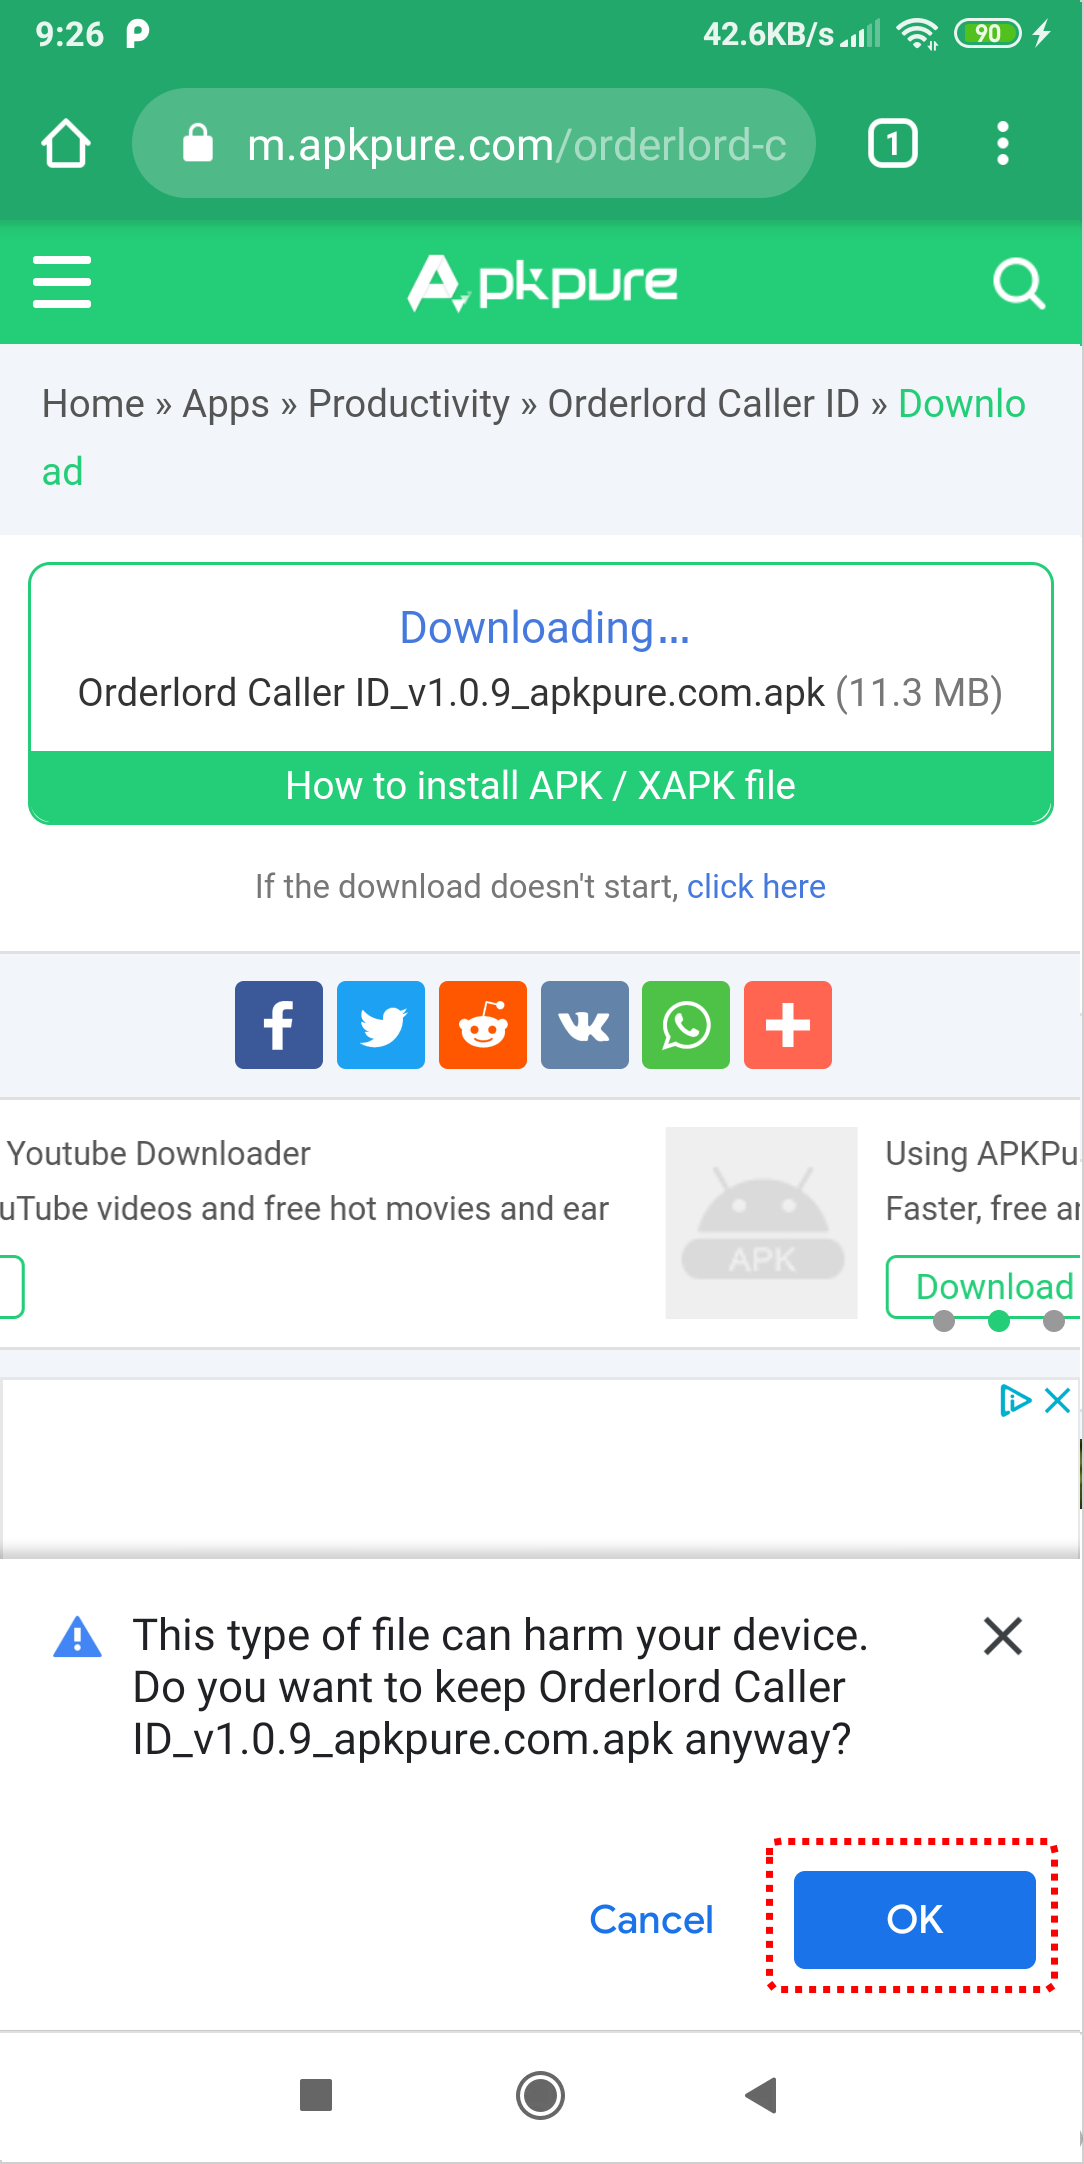 9:26 42.6KB/s 90
m.apkpure.com/orderlord-c 1
Apkpure
Home » Apps » Productivity » Orderlord Caller ID » Downlo
ad
Downloading...
Orderlord Caller ID_v1.0.9_apkpure.com.apk (11.3 MB)
How to install APK / XAPK file
If the download doesn't start, click here
Youtube Downloader
uTube videos and free hot movies and ear
APK
Using APKPu
Faster, free ar
Download
This type of file can harm your device.
Do you want to keep Orderlord Caller
ID_v1.0.9_apkpure.com.apk anyway?
Cancel OK